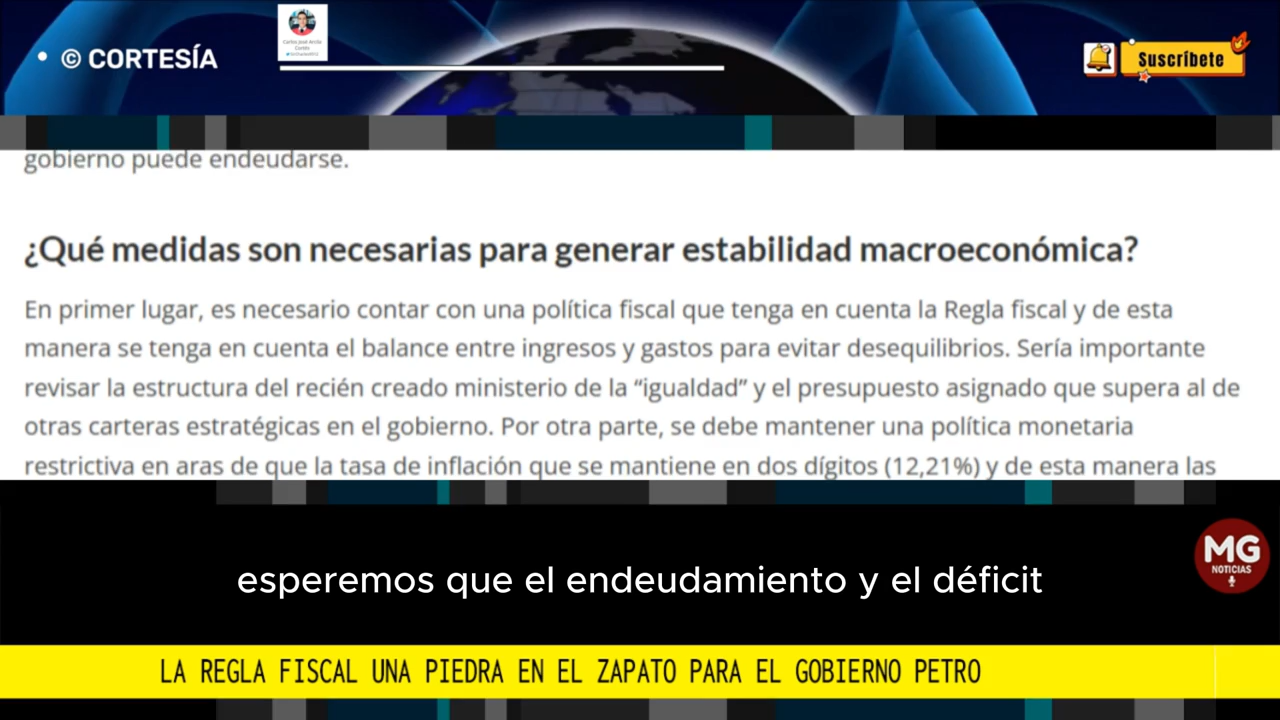 © CORTESÍA
Carlos José Ancila
Cortés
Suscríbete
gobierno puede endeudarse.
¿Qué medidas son necesarias para generar estabilidad macroeconómica?
En primer lugar, es necesario contar con una política fiscal que tenga en cuenta la Regla fiscal y de esta
manera se tenga en cuenta el balance entre ingresos y gastos para evitar desequilibrios. Sería importante
revisar la estructura del recién creado ministerio de la “igualdad” y el presupuesto asignado que supera al de
otras carteras estratégicas en el gobierno. Por otra parte, se debe mantener una política monetaria
restrictiva en aras de que la tasa de inflación que se mantiene en dos dígitos (12,21%) y de esta manera las
MG
NOTICIAS
esperemos que el endeudamiento y el déficit
LA REGLA FISCAL UNA PIEDRA EN EL ZAPATO PARA EL GOBIERNO PETRO